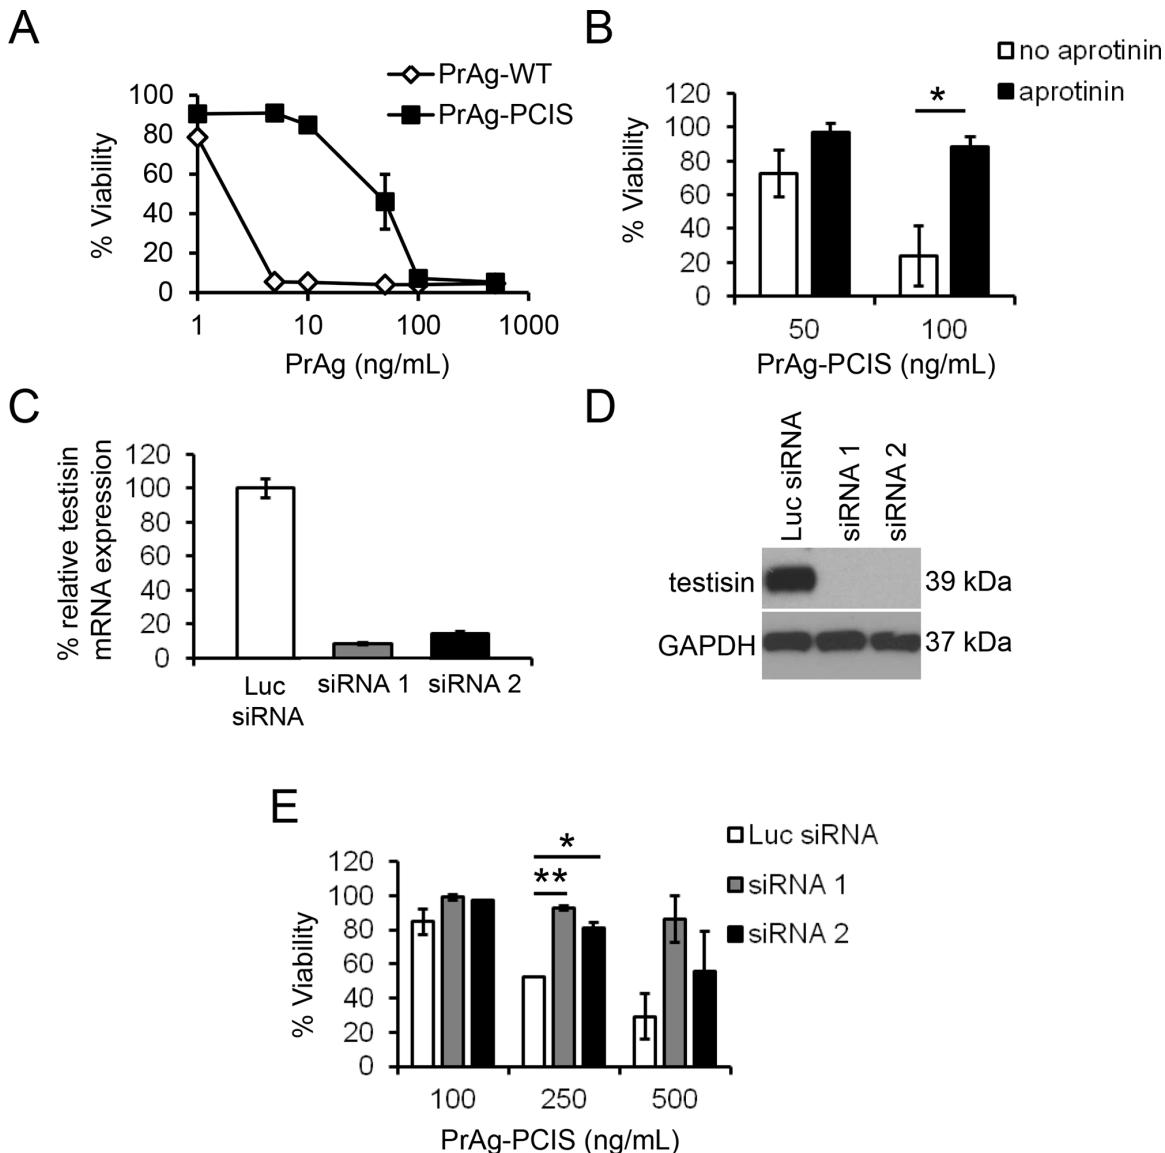 A
PrAg-WT
PrAg-PCIS
% Viability
100
80
60
40
20
0
1 10 100 1000
PrAg (ng/mL)
B
no aprotinin
aprotinin
*
% Viability
120
100
80
60
40
20
0
50 100
PrAg-PCIS (ng/mL)
C
% relative testisin
mRNA expression
120
100
80
60
40
20
0
Luc
siRNA
siRNA 1
siRNA 2
D
Luc siRNA
siRNA 1
siRNA 2
testisin
39 kDa
GAPDH
37 kDa
E
Luc siRNA
siRNA 1
siRNA 2
*
**
% Viability
120
100
80
60
40
20
0
100 250 500
PrAg-PCIS (ng/mL)